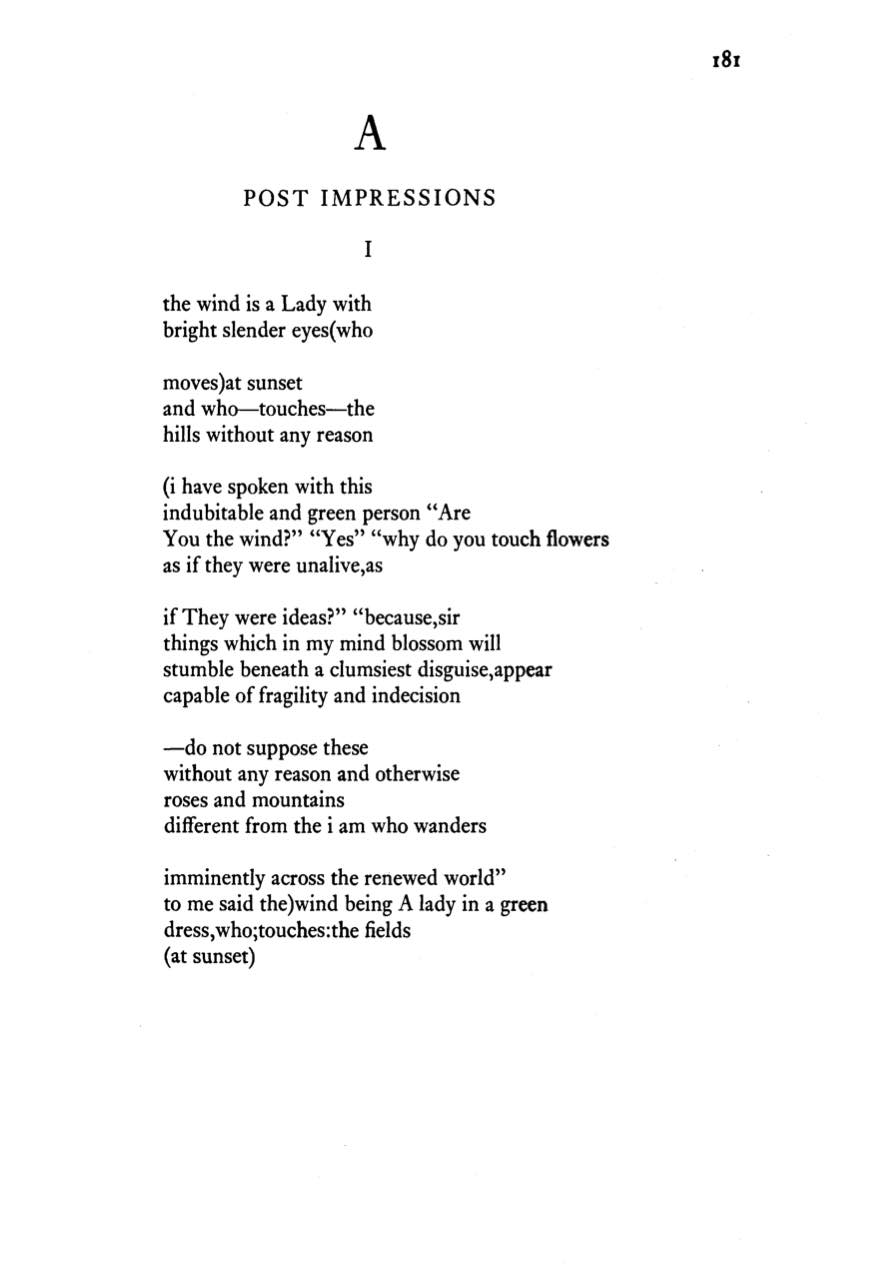 181
A
POST IMPRESSIONS
I
the wind is a Lady with
bright slender eyes(who
moves)at sunset
and who—touches—the
hills without any reason
(i have spoken with this
indubitable and green person “Are
You the wind?” “Yes” “why do you touch flowers
as if they were unalive,as
if They were ideas?” “because,sir
things which in my mind blossom will
stumble beneath a clumsiest disguise,appear
capable of fragility and indecision
—do not suppose these
without any reason and otherwise
roses and mountains
different from the i am who wanders
imminently across the renewed world”
to me said the)wind being A lady in a green
dress,who;touches:the fields
(at sunset)